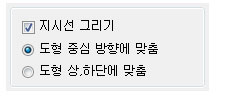 지시선 그리기
도형 중심 방향에 맞춤
도형 상,하단에 맞춤